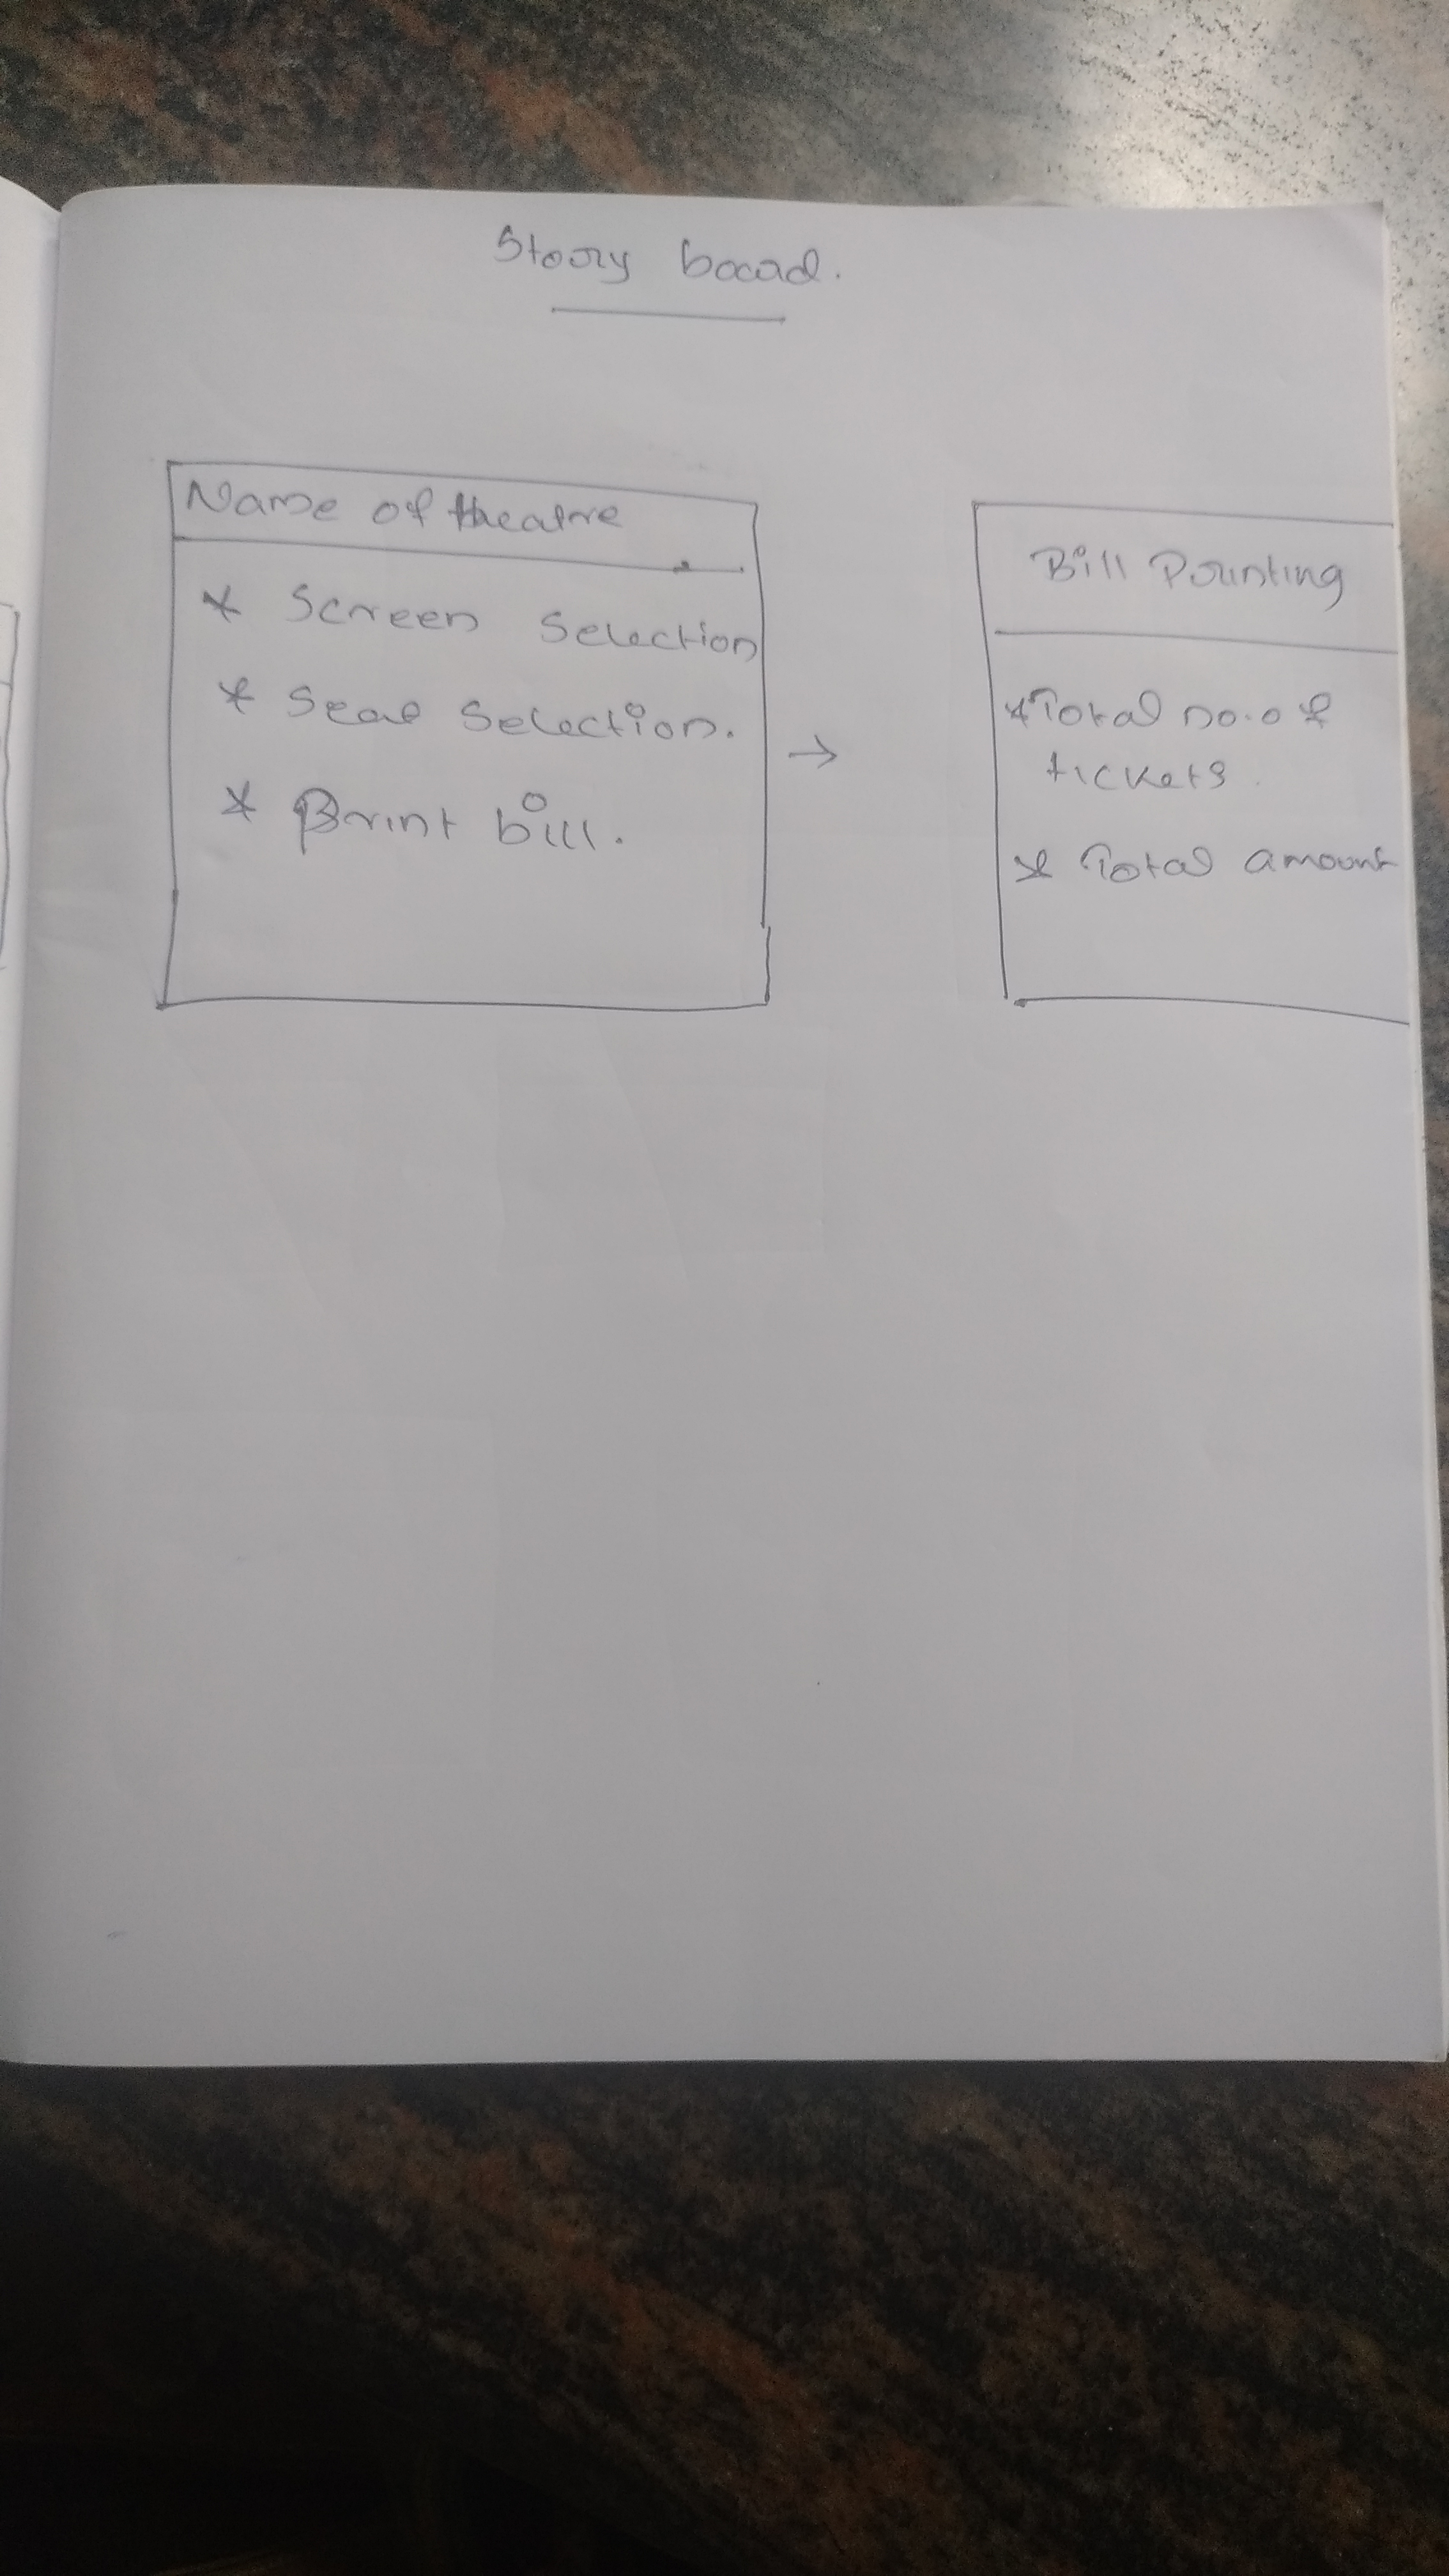 Story board.
Name of theatre
* Screen Selection
* Seat Selection.
* Print bill.
→
Bill Printing
* Total no. of
tickets
* Total amount